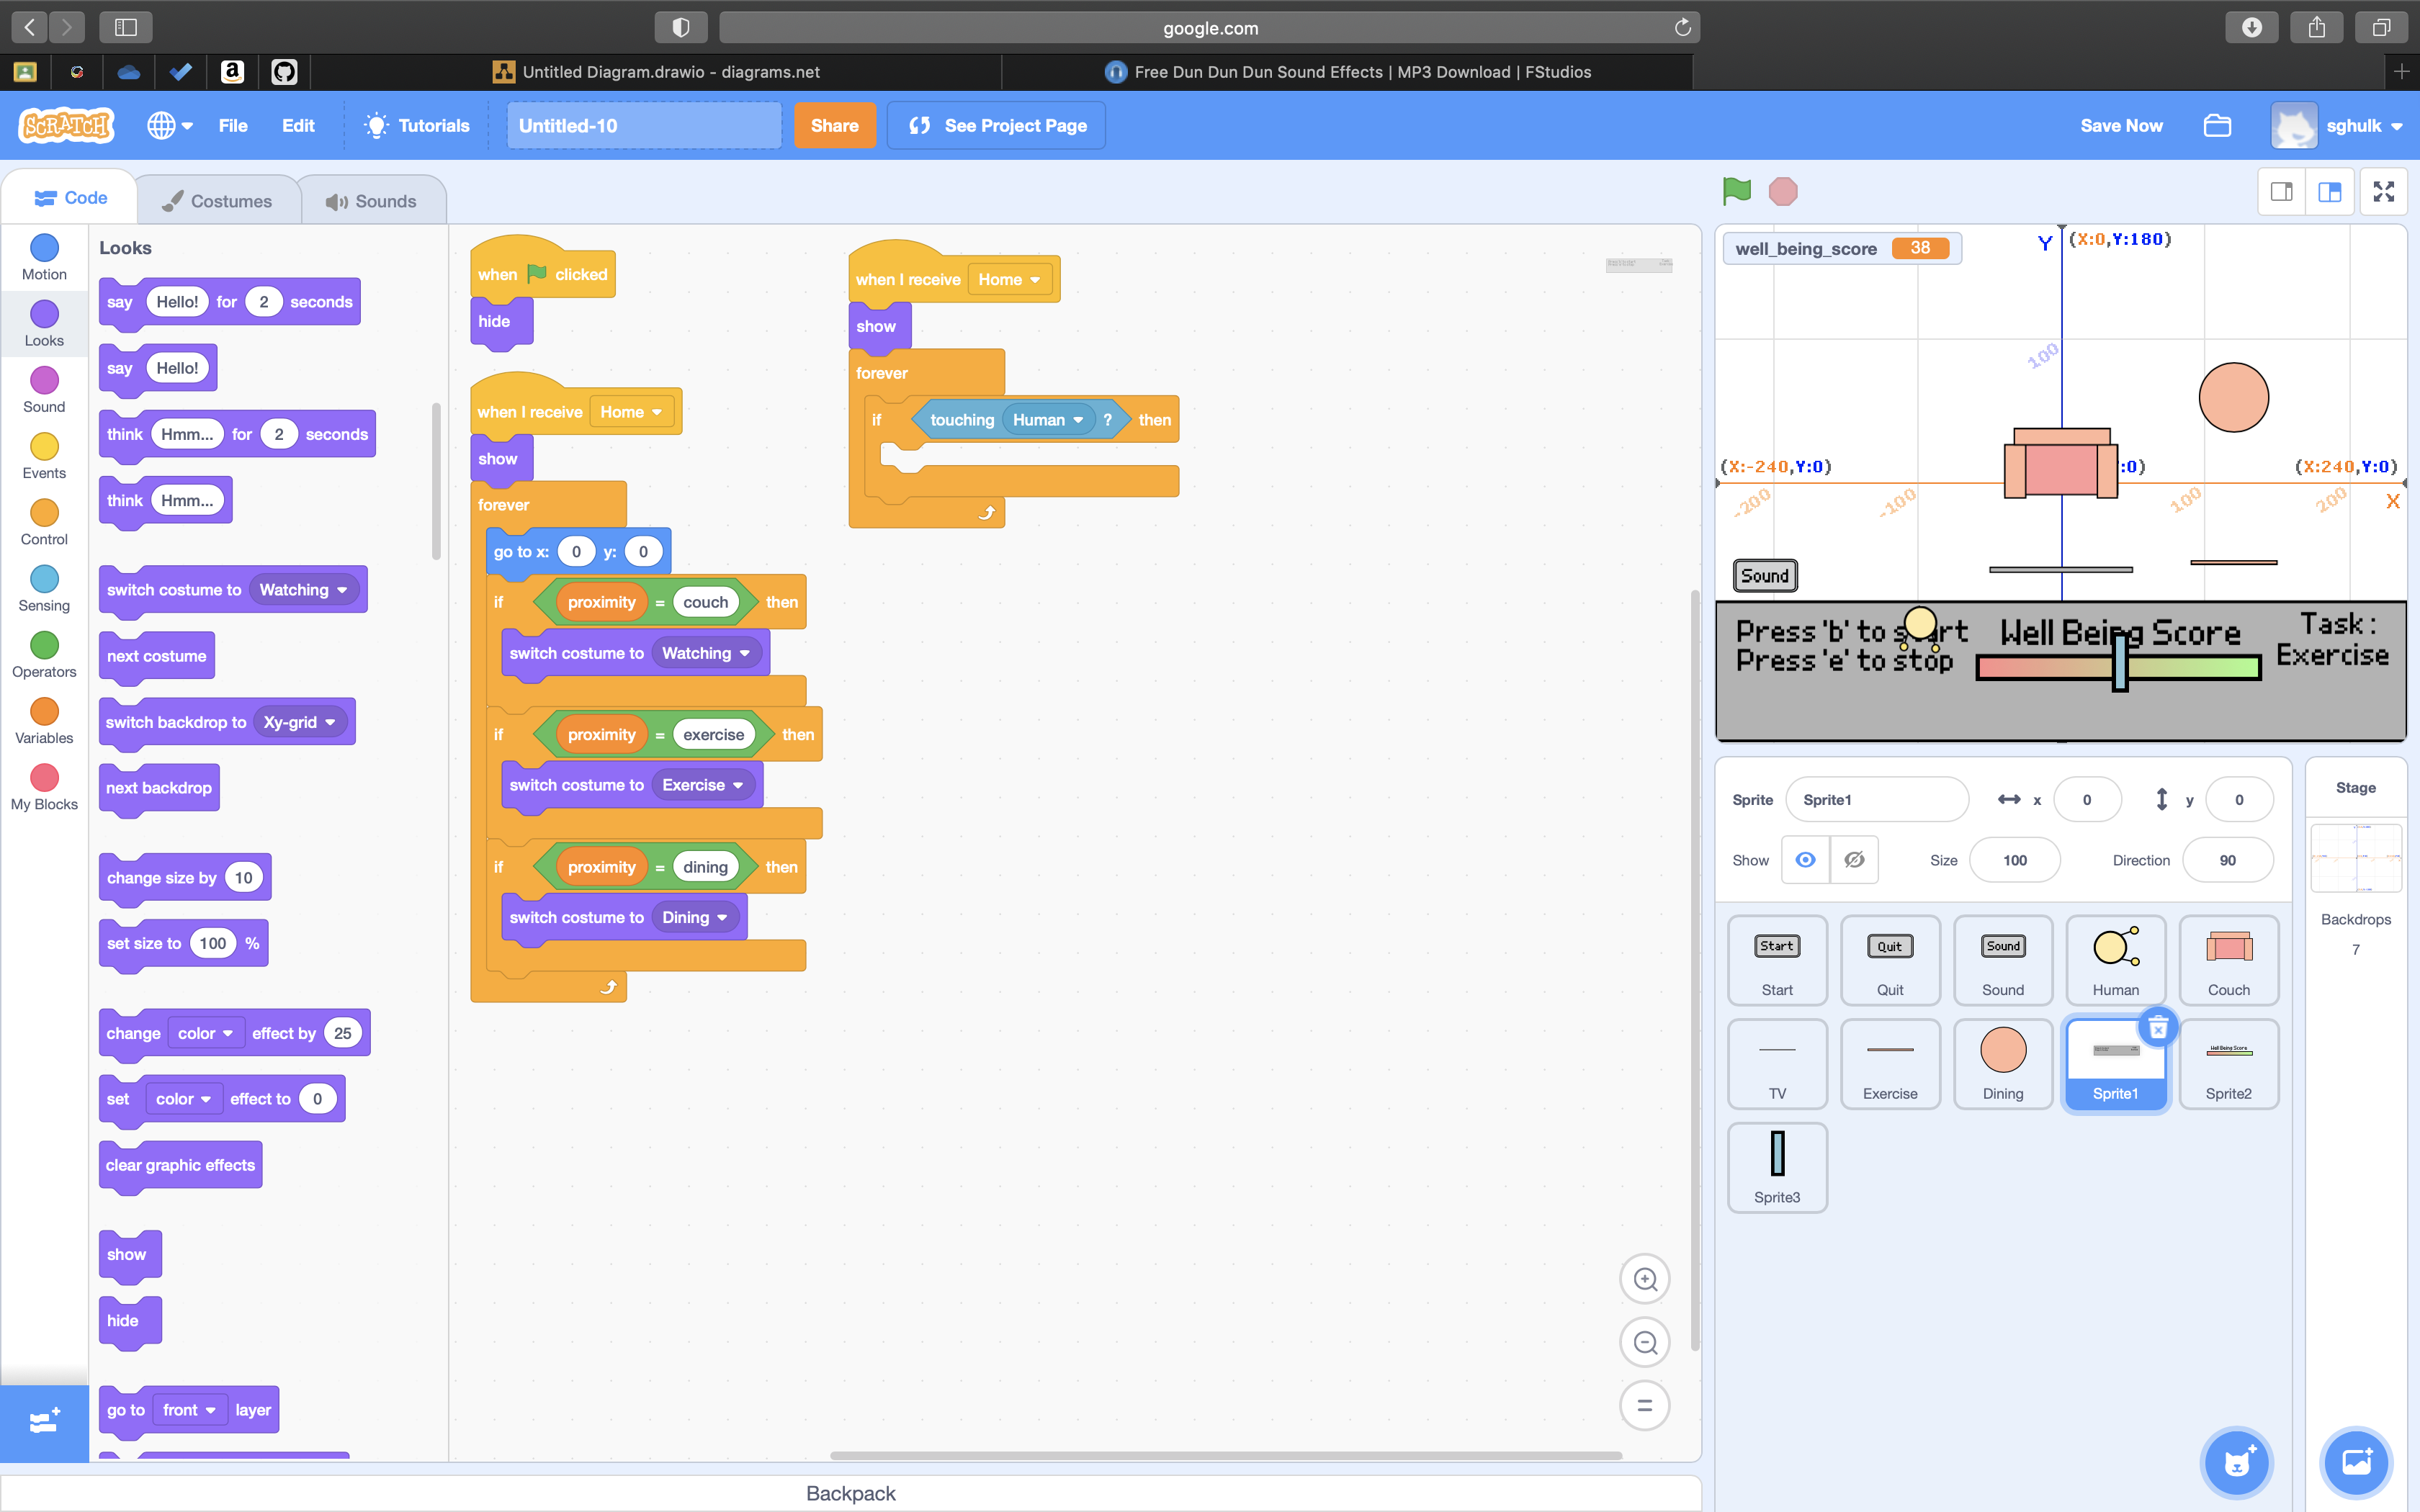 google.com
Untitled Diagram.drawio - diagrams.net
Free Dun Dun Dun Sound Effects | MP3 Download | FStudios
SCRATCH
File
Edit
Tutorials
Untitled-10
Share
See Project Page
Save Now
sghulk
Code
Costumes
Sounds
Motion
Looks
Sound
Events
Control
Sensing
Operators
Variables
My Blocks
Looks
say Hello! for 2 seconds
say Hello!
think Hmm... for 2 seconds
think Hmm...
switch costume to Watching
next costume
switch backdrop to Xy-grid
next backdrop
change size by 10
set size to 100 %
change color effect by 25
set color effect to 0
clear graphic effects
show
hide
go to front layer
when clicked
hide
when I receive Home
show
forever
go to x: 0 y: 0
if proximity = couch then
switch costume to Watching
if proximity = exercise then
switch costume to Exercise
if proximity = dining then
switch costume to Dining
when I receive Home
show
forever
if touching Human ? then
well_being_score 38
Y (X:0,Y:180)
100
(X:-240,Y:0)
:0)
(X:240,Y:0)
-200
-100
100
200
X
Sound
Press 'b' to start
Press 'e' to stop
Well Being Score
Task:
Exercise
Sprite Sprite1 x 0 y 0
Show Size 100 Direction 90
Stage
Backdrops
7
Start
Start
Quit
Quit
Sound
Sound
Human
Couch
TV
Exercise
Dining
Sprite1
Well Being Score
Sprite2
Sprite3
Backpack